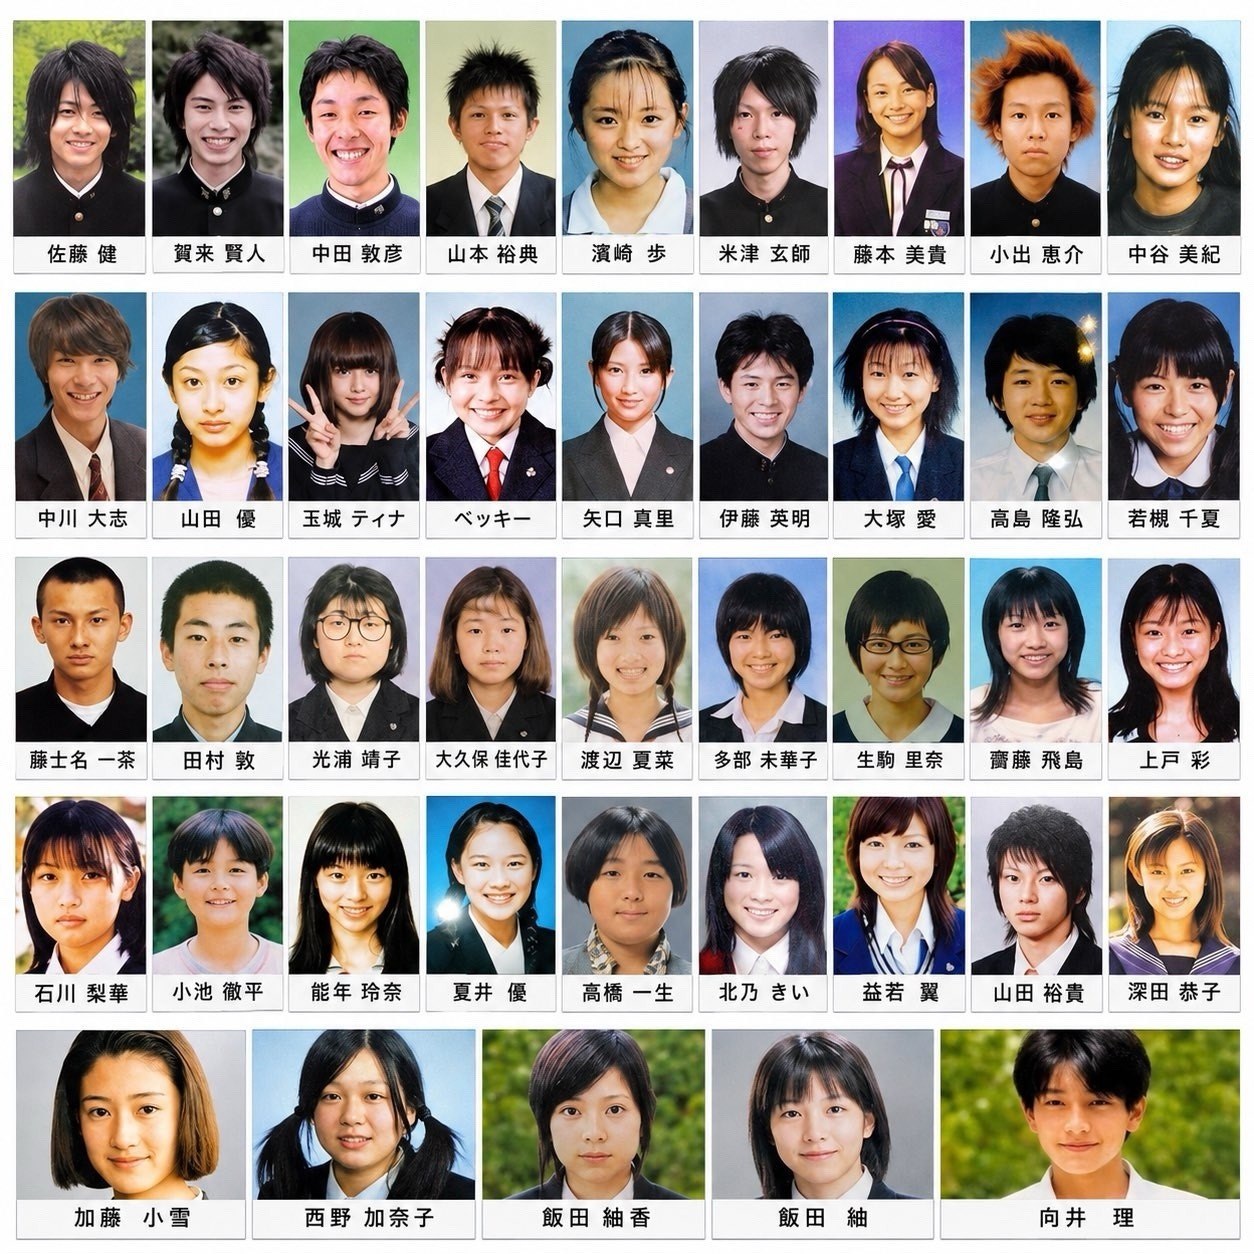 佐藤 健
賀来 賢人
中田 敦彦
山本 裕典
濱崎 歩
米津 玄師
藤本 美貴
小出 恵介
中谷 美紀
中川 大志
山田 優
玉城 ティナ
ベッキー
矢口 真里
伊藤 英明
大塚 愛
高島 隆弘
若槻 千夏
藤士名 一茶
田村 敦
光浦 靖子
大久保 佳代子
渡辺 夏菜
多部 未華子
生駒 里奈
齋藤 飛鳥
上戸 彩
石川 梨華
小池 徹平
能年 玲奈
夏井 優
高橋 一生
北乃 きい
益若 翼
山田 裕貴
深田 恭子
加藤 小雪
西野 加奈子
飯田 紬香
飯田 紬
向井 理